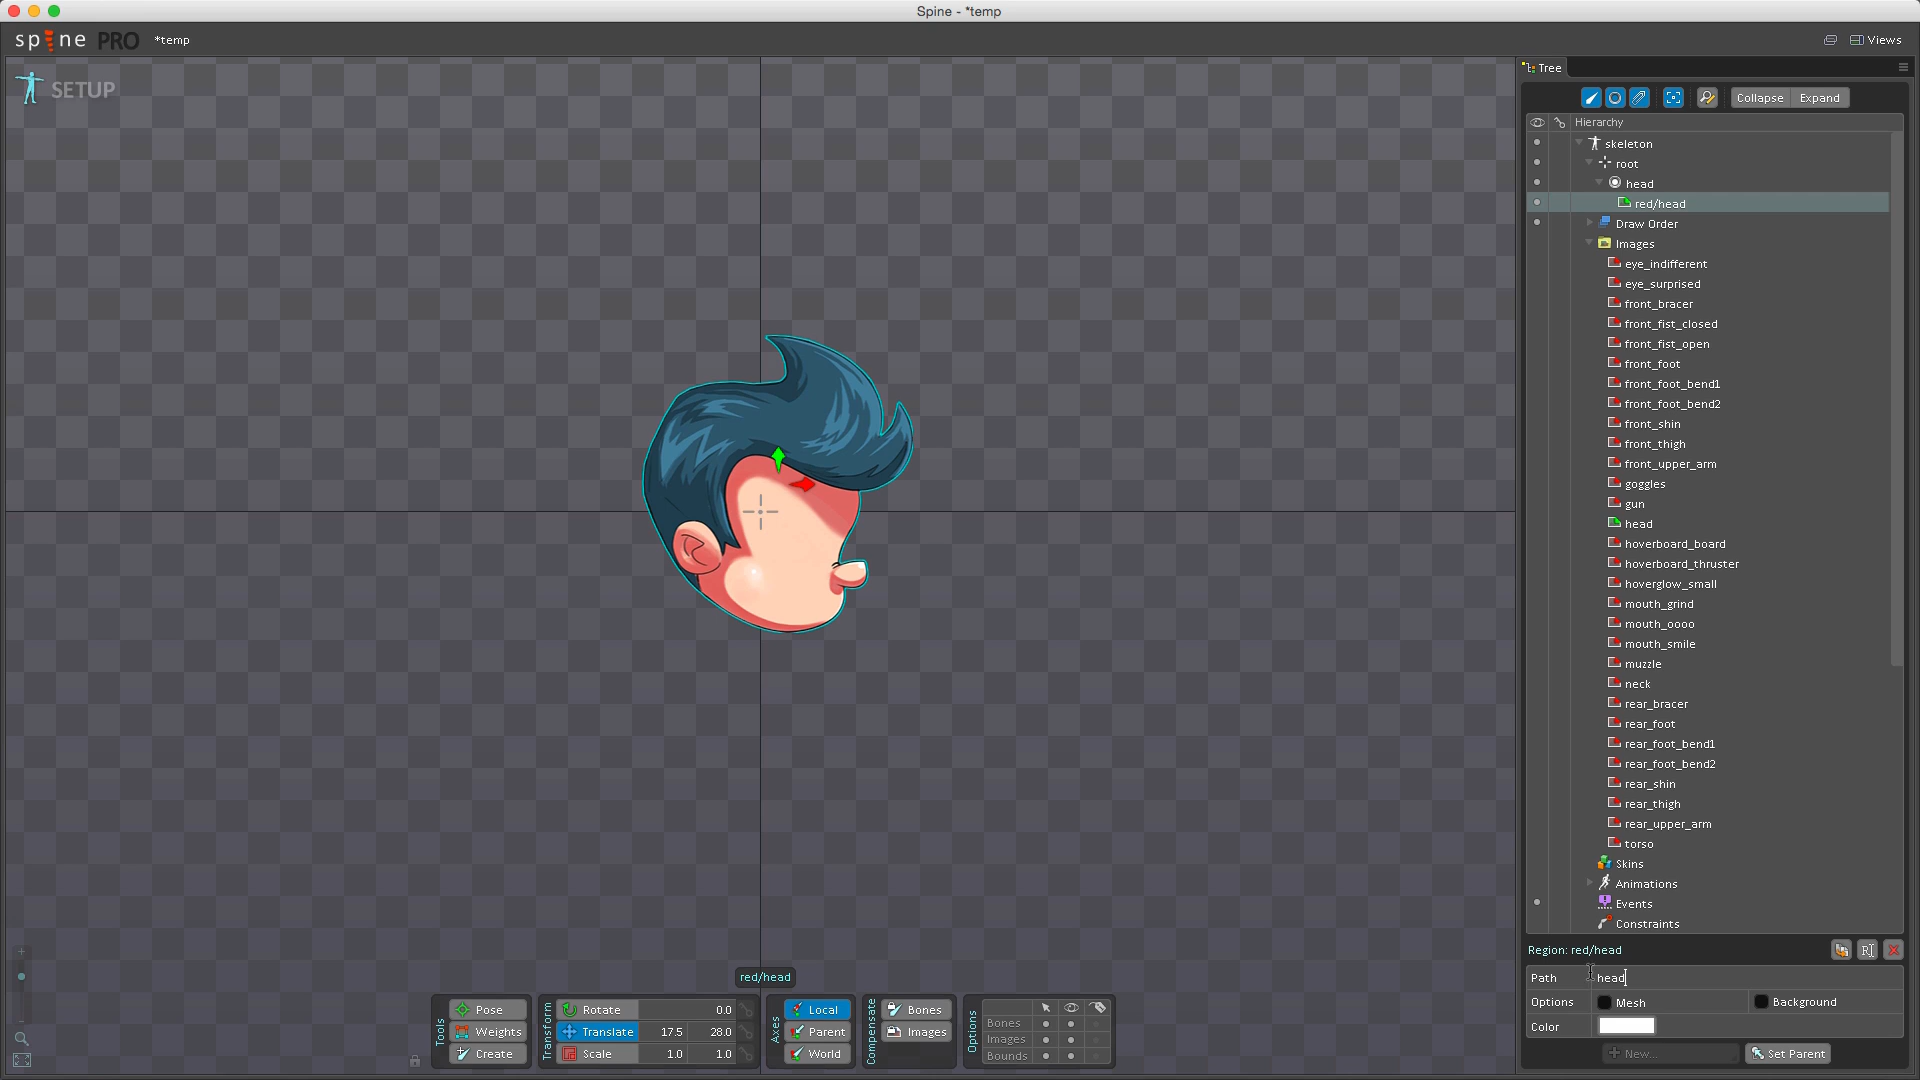 Spine - *temp
spine PRO *temp Views
SETUP
Tree
Collapse Expand
Hierarchy
skeleton
root
head
red/head
Draw Order
Images
eye_indifferent
eye_surprised
front_bracer
front_fist_closed
front_fist_open
front_foot
front_foot_bend1
front_foot_bend2
front_shin
front_thigh
front_upper_arm
goggles
gun
head
hoverboard_board
hoverboard_thruster
hoverglow_small
mouth_grind
mouth_oooo
mouth_smile
muzzle
neck
rear_bracer
rear_foot
rear_foot_bend1
rear_foot_bend2
rear_shin
rear_thigh
rear_upper_arm
torso
Skins
Animations
Events
Constraints
Region: red/head
Path head
Options Mesh Background
Color
New... Set Parent
red/head
Tools
Pose
Weights
Create
Transform
Rotate 0.0
Translate 17.5 28.0
Scale 1.0 1.0
Axes
Local
Parent
World
Compensate
Bones
Images
Options
Bones
Images
Bounds